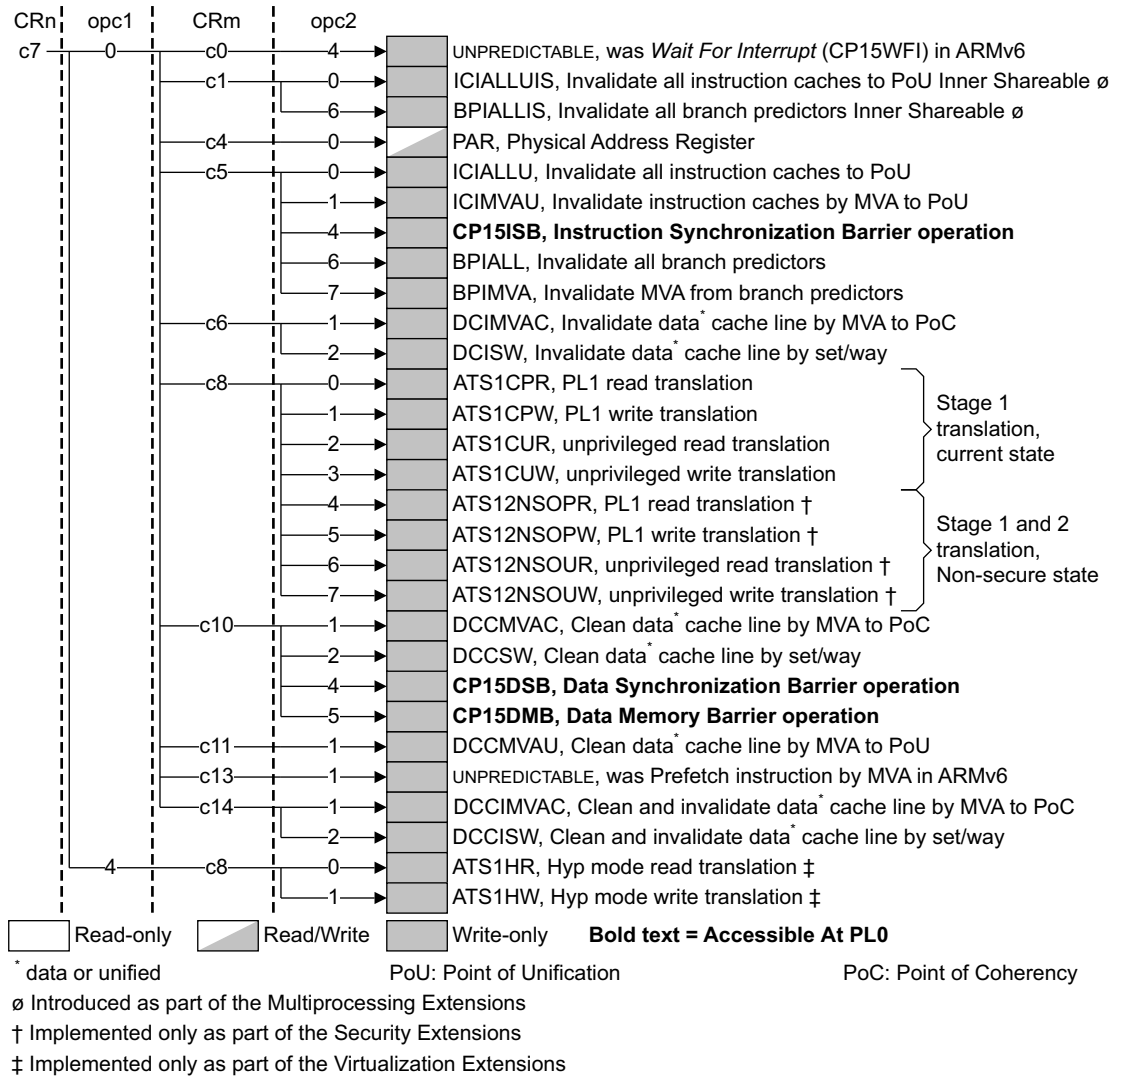 CRn opc1 CRm opc2
c7 0 c0 4 UNPREDICTABLE, was Wait For Interrupt (CP15WFI) in ARMv6
c1 0 ICIALLUIS, Invalidate all instruction caches to PoU Inner Shareable ø
6 BPIALLIS, Invalidate all branch predictors Inner Shareable ø
c4 0 PAR, Physical Address Register
c5 0 ICIALLU, Invalidate all instruction caches to PoU
1 ICIMVAU, Invalidate instruction caches by MVA to PoU
4 CP15ISB, Instruction Synchronization Barrier operation
6 BPIALL, Invalidate all branch predictors
7 BPIMVA, Invalidate MVA from branch predictors
c6 1 DCIMVAC, Invalidate data* cache line by MVA to PoC
2 DCISW, Invalidate data* cache line by set/way
c8 0 ATS1CPR, PL1 read translation
1 ATS1CPW, PL1 write translation
2 ATS1CUR, unprivileged read translation
3 ATS1CUW, unprivileged write translation
Stage 1
translation,
current state
4 ATS12NSOPR, PL1 read translation †
5 ATS12NSOPW, PL1 write translation †
6 ATS12NSOUR, unprivileged read translation †
7 ATS12NSOUW, unprivileged write translation †
Stage 1 and 2
translation,
Non-secure state
c10 1 DCCMVAC, Clean data* cache line by MVA to PoC
2 DCCSW, Clean data* cache line by set/way
4 CP15DSB, Data Synchronization Barrier operation
5 CP15DMB, Data Memory Barrier operation
c11 1 DCCMVAU, Clean data* cache line by MVA to PoU
c13 1 UNPREDICTABLE, was Prefetch instruction by MVA in ARMv6
c14 1 DCCIMVAC, Clean and invalidate data* cache line by MVA to PoC
2 DCCISW, Clean and invalidate data* cache line by set/way
4 c8 0 ATS1HR, Hyp mode read translation ‡
1 ATS1HW, Hyp mode write translation ‡
Read-only Read/Write Write-only Bold text = Accessible At PL0
* data or unified PoU: Point of Unification PoC: Point of Coherency
ø Introduced as part of the Multiprocessing Extensions
† Implemented only as part of the Security Extensions
‡ Implemented only as part of the Virtualization Extensions